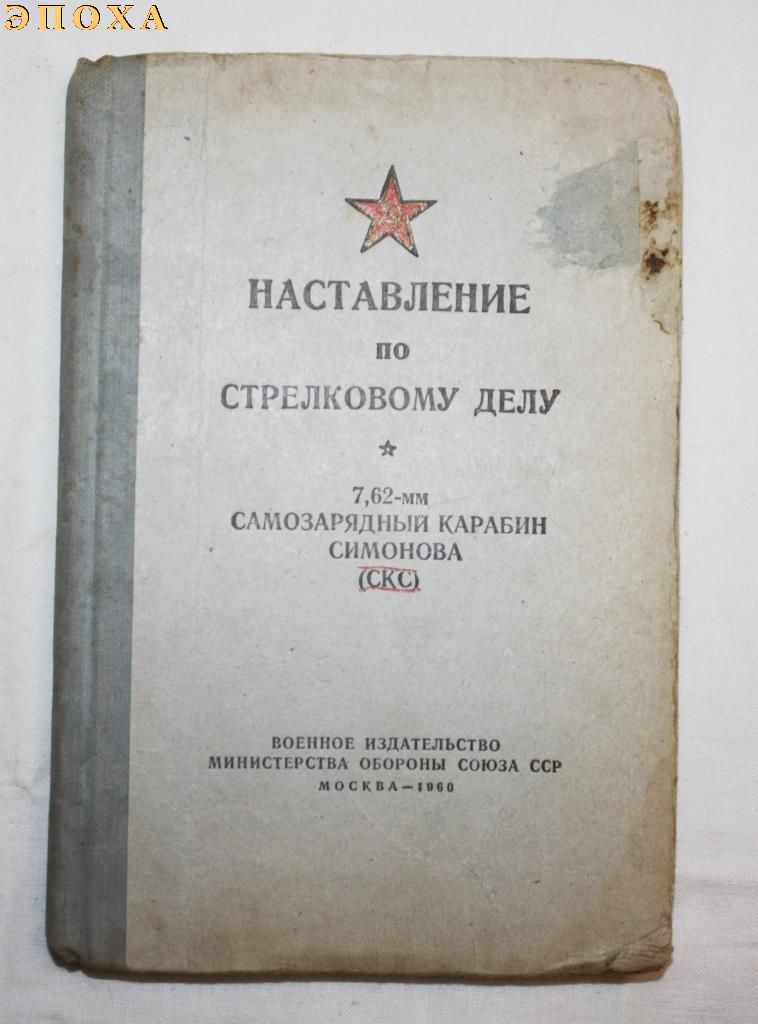 ЭПОХА
НАСТАВЛЕНИЕ
ПО
СТРЕЛКОВОМУ ДЕЛУ
7,62-мм
САМОЗАРЯДНЫЙ КАРАБИН
СИМОНОВА
(СКС)
ВОЕННОЕ ИЗДАТЕЛЬСТВО
МИНИСТЕРСТВА ОБОРОНЫ СОЮЗА ССР
МОСКВА—1960